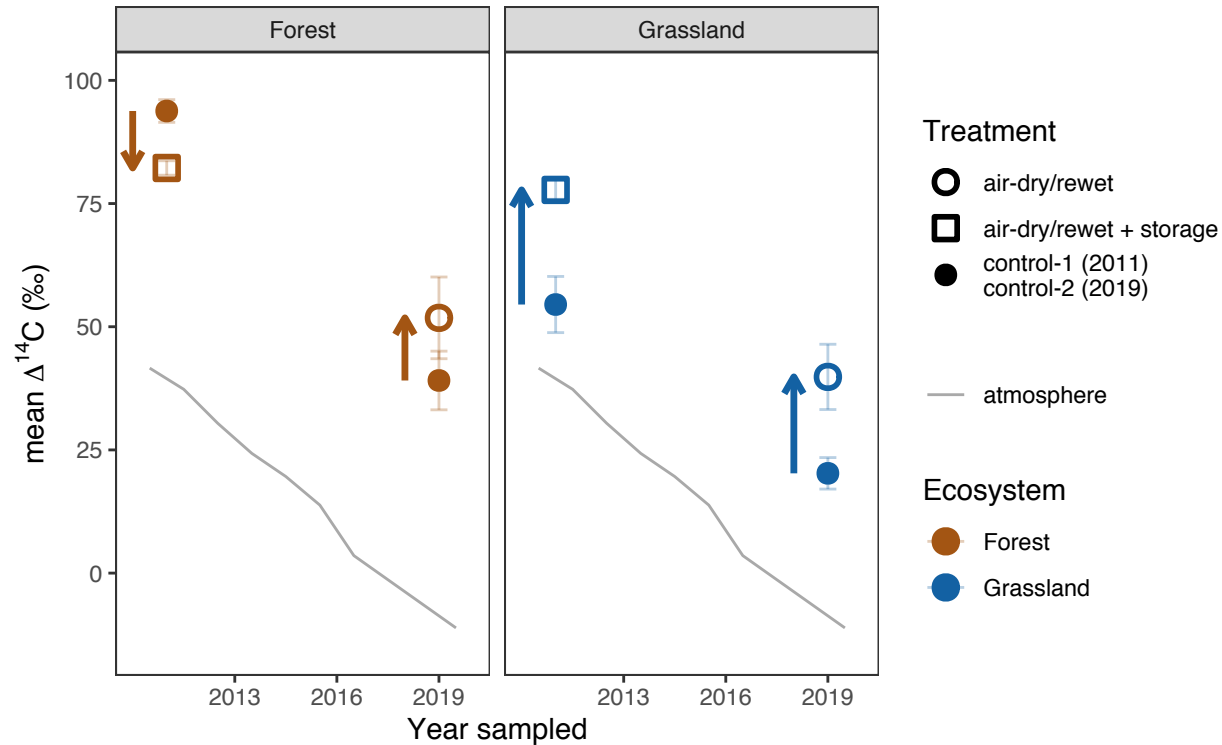 Forest
Grassland
100
75
50
25
0
mean Δ¹⁴C (‰)
2013
2016
2019
2013
2016
2019
Year sampled
Treatment
air-dry/rewet
air-dry/rewet + storage
control-1 (2011)
control-2 (2019)
atmosphere
Ecosystem
Forest
Grassland